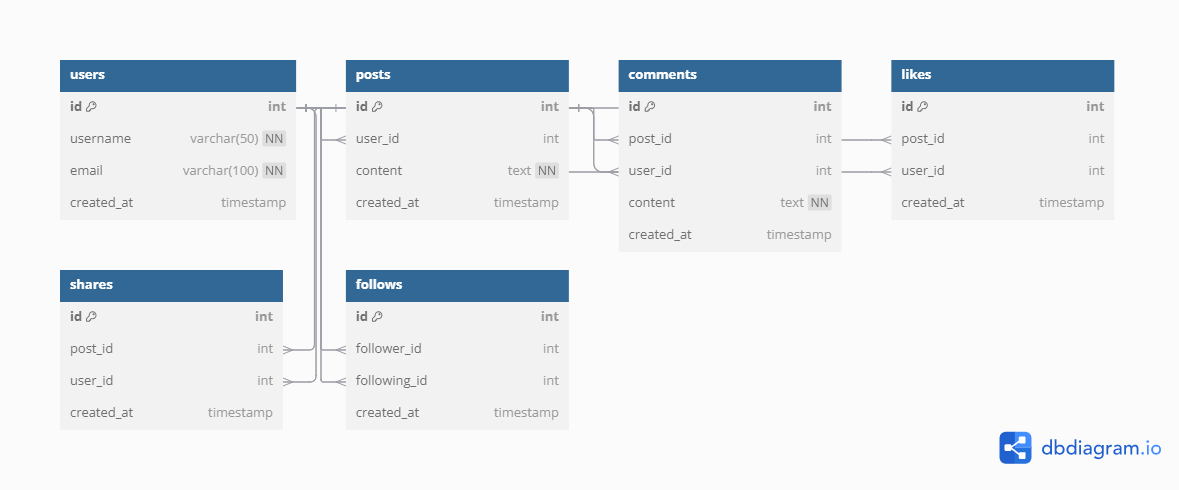 users
id int
username varchar(50) NN
email varchar(100) NN
created_at timestamp
posts
id int
user_id int
content text NN
created_at timestamp
comments
id int
post_id int
user_id int
content text NN
created_at timestamp
likes
id int
post_id int
user_id int
created_at timestamp
shares
id int
post_id int
user_id int
created_at timestamp
follows
id int
follower_id int
following_id int
created_at timestamp
dbdiagram.io